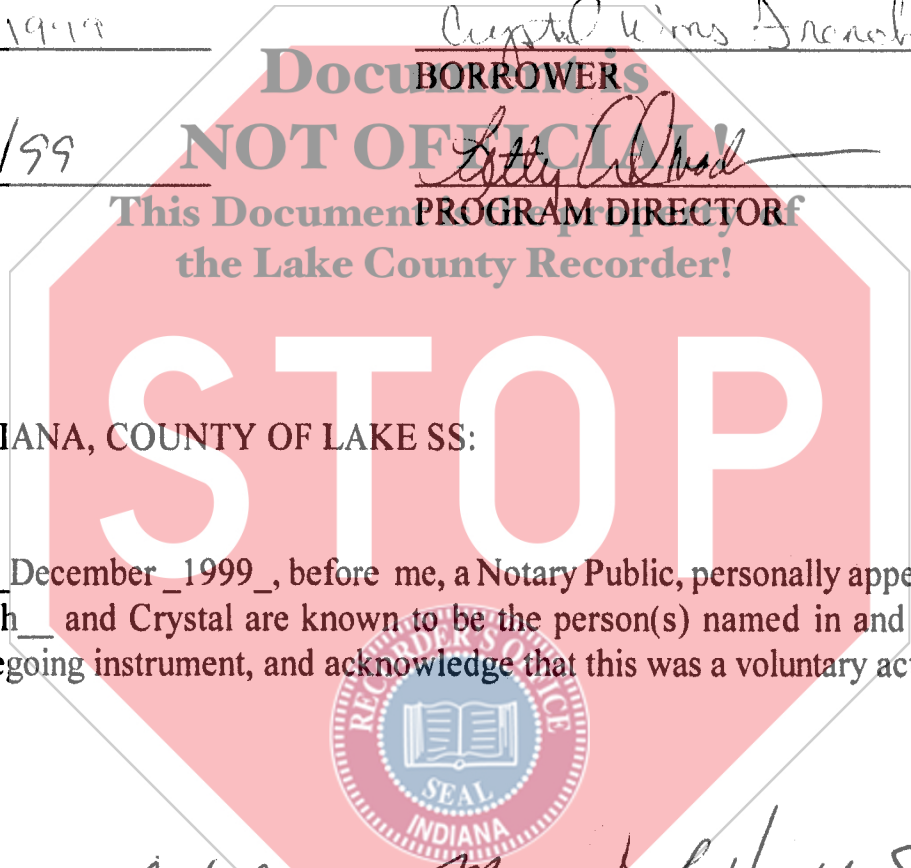 1999 Crystal
Document is
BORROWER
NOT OFFICIAL!
/99 Betty
This Document is the property of
PROGRAM DIRECTOR
the Lake County Recorder!
STOP
IANA, COUNTY OF LAKE SS:
_December _1999_, before me, a Notary Public, personally appe
h__ and Crystal are known to be the person(s) named in and
egoing instrument, and acknowledge that this was a voluntary ac
RECORDER'S OFFICE
SEAL
INDIANA